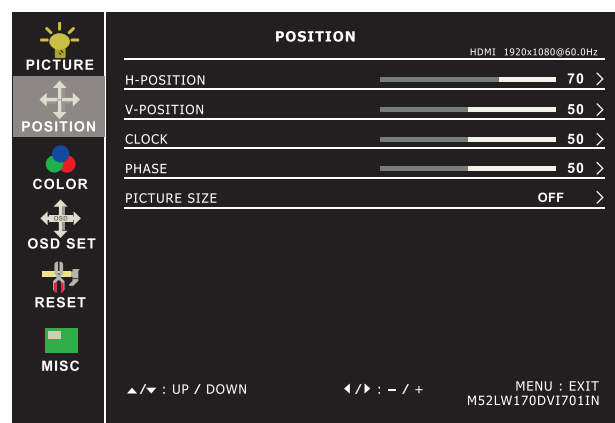 PICTURE
POSITION
COLOR
OSD
OSD SET
RESET
MISC
POSITION
HDMI 1920x1080@60.0Hz
H-POSITION 70 >
V-POSITION 50 >
CLOCK 50 >
PHASE 50 >
PICTURE SIZE OFF >
▲/▼ : UP / DOWN ◀/▶ : – / + MENU : EXIT
M52LW170DVI701IN